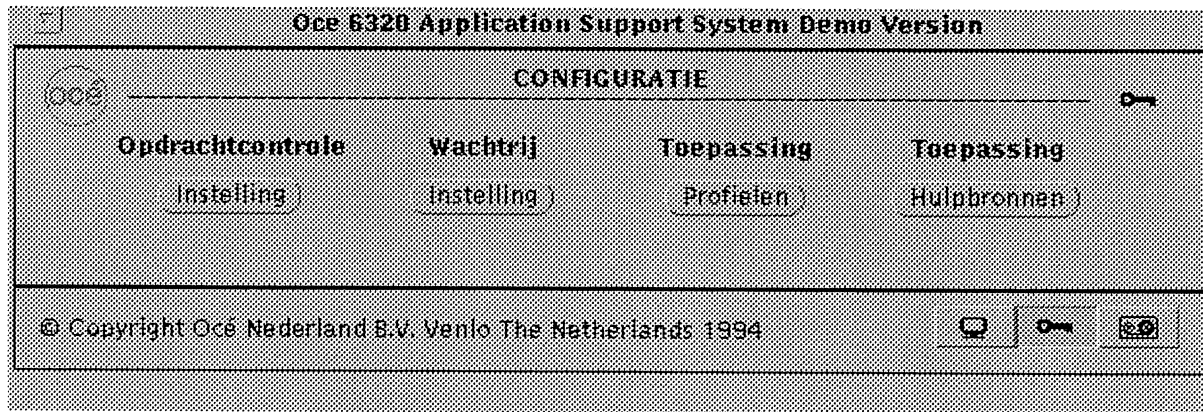 Oce 6320 Application Support System Demo Version
CONFIGURATIE
Océ
Opdrachtcontrole Wachtrij Toepassing Toepassing
Instelling Instelling Profielen Hulpbronnen
© Copyright Océ Nederland B.V. Venlo The Netherlands 1994